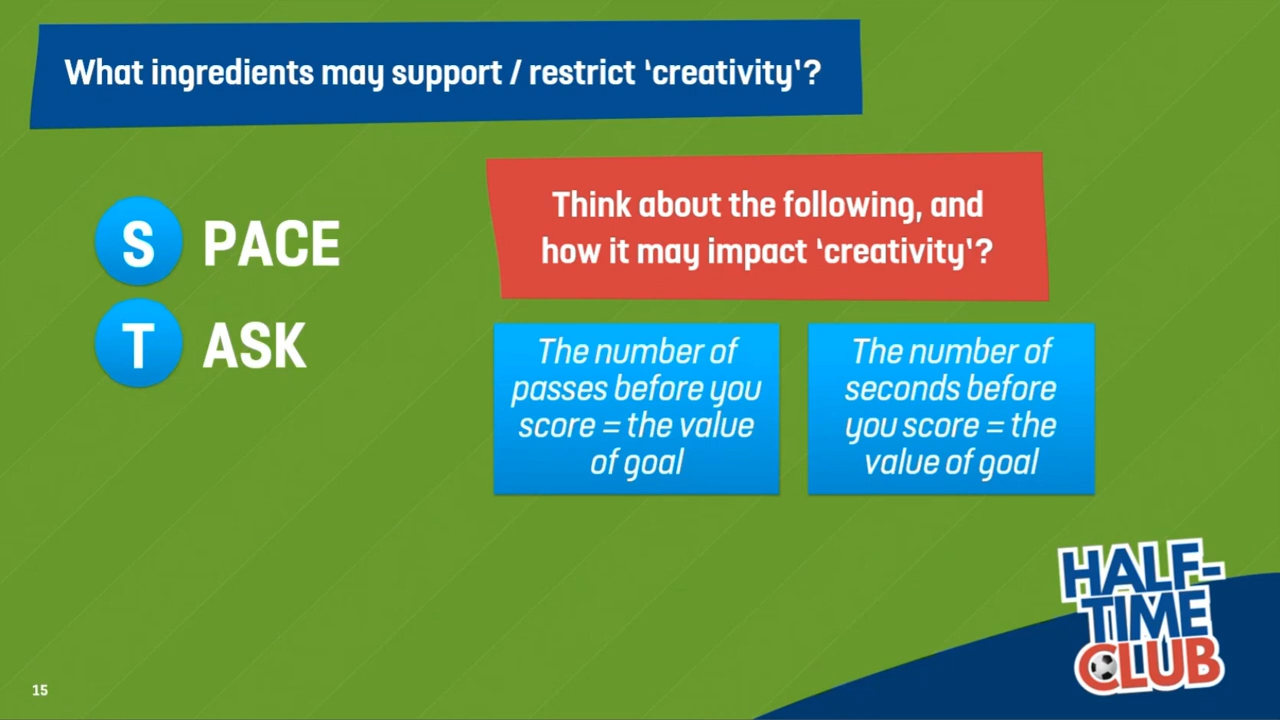 What ingredients may support / restrict ‘creativity‛?
S PACE
T ASK
Think about the following, and
how it may impact ‘creativity‛?
The number of
passes before you
score = the value
of goal
The number of
seconds before
you score = the
value of goal
HALF-
TIME
CLUB
15